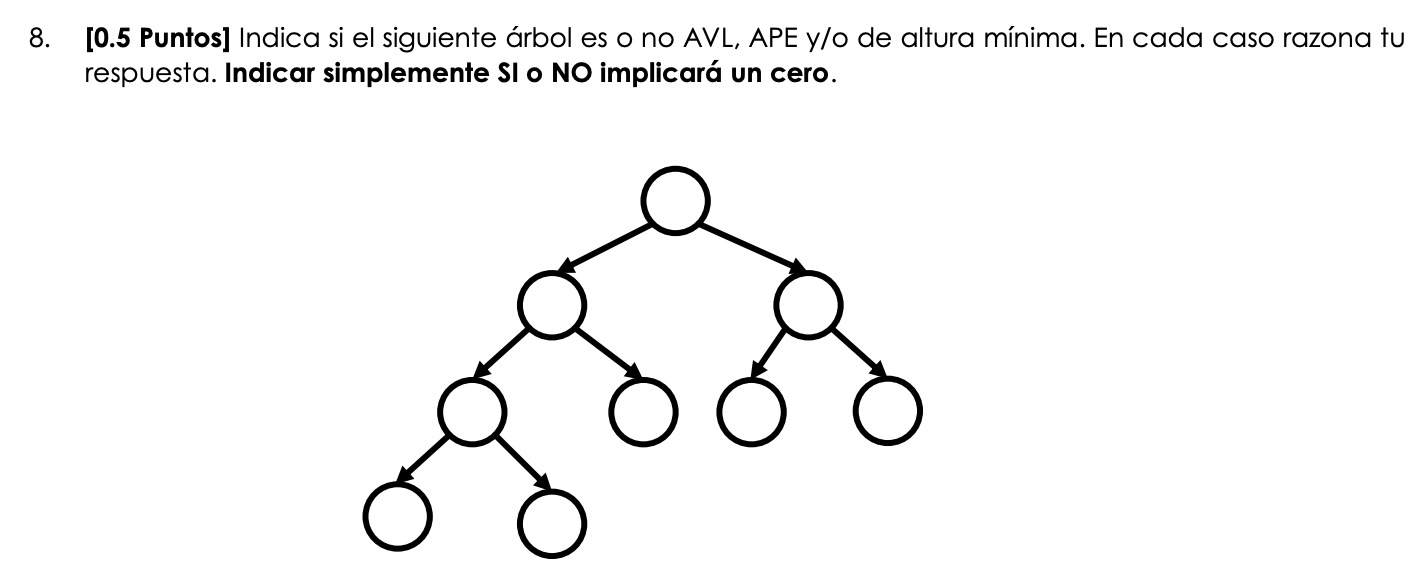 8. [0.5 Puntos] Indica si el siguiente árbol es o no AVL, APE y/o de altura mínima. En cada caso razona tu
respuesta. Indicar simplemente SI o NO implicará un cero.